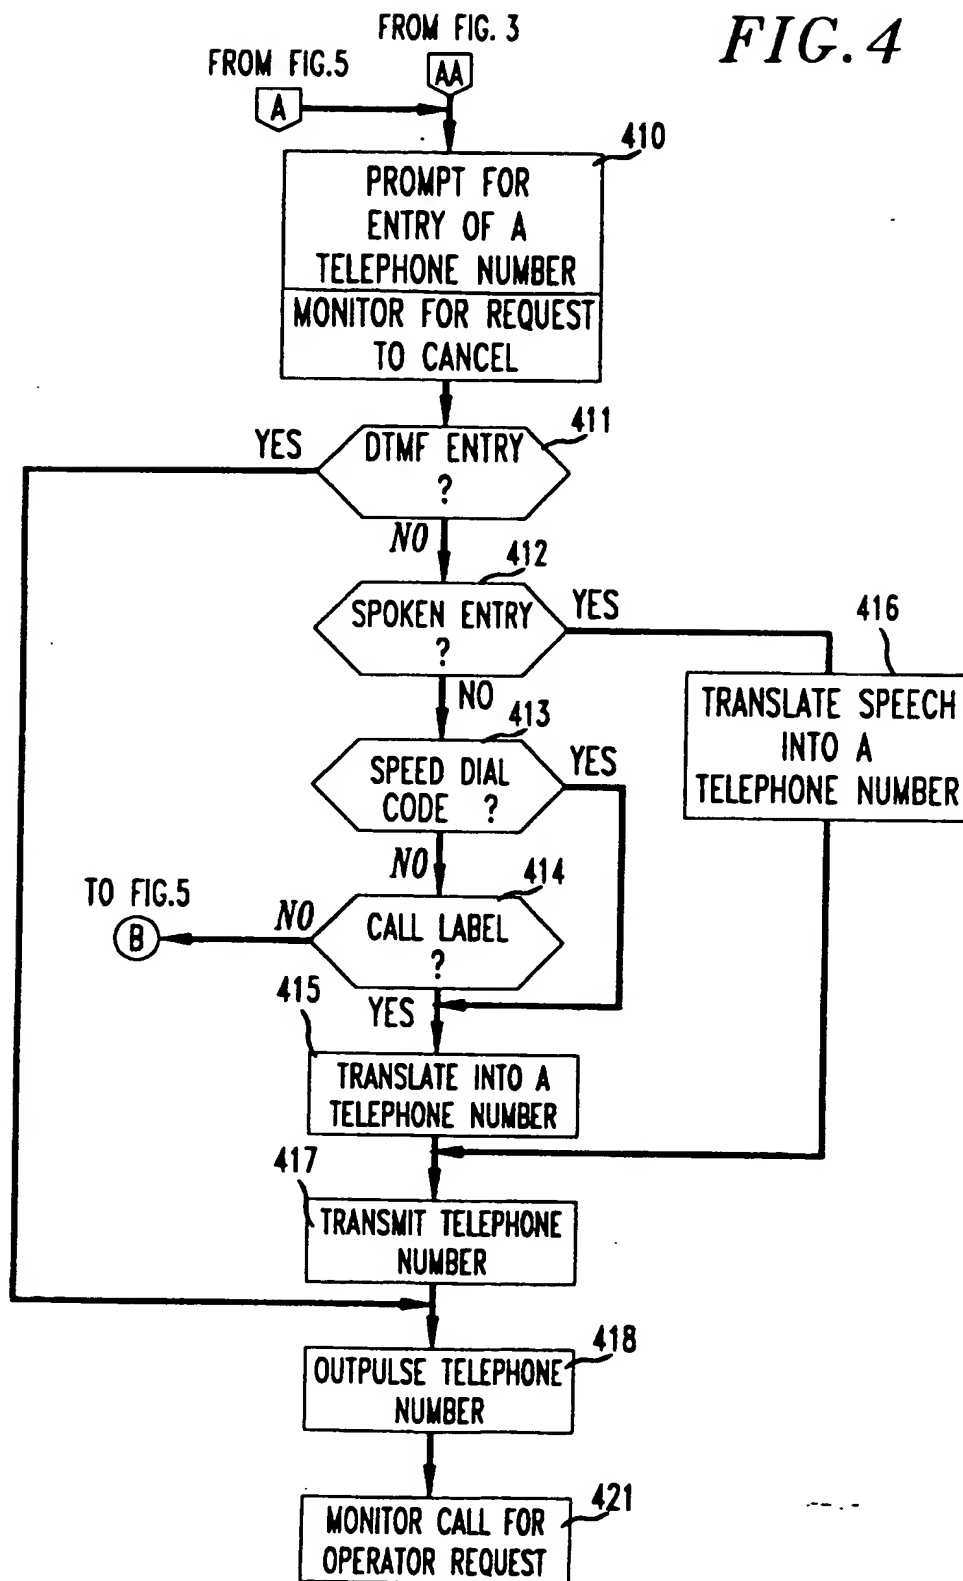 FIG. 4
FROM FIG. 3
FROM FIG.5
AA
A
410
PROMPT FOR
ENTRY OF A
TELEPHONE NUMBER
MONITOR FOR REQUEST
TO CANCEL
411
YES
DTMF ENTRY
?
NO
412
SPOKEN ENTRY
?
YES
416
NO
TRANSLATE SPEECH
INTO A
TELEPHONE NUMBER
413
SPEED DIAL
CODE ?
YES
NO
414
TO FIG.5
B
NO
CALL LABEL
?
415
YES
TRANSLATE INTO A
TELEPHONE NUMBER
417
TRANSMIT TELEPHONE
NUMBER
418
OUTPULSE TELEPHONE
NUMBER
421
MONITOR CALL FOR
OPERATOR REQUEST